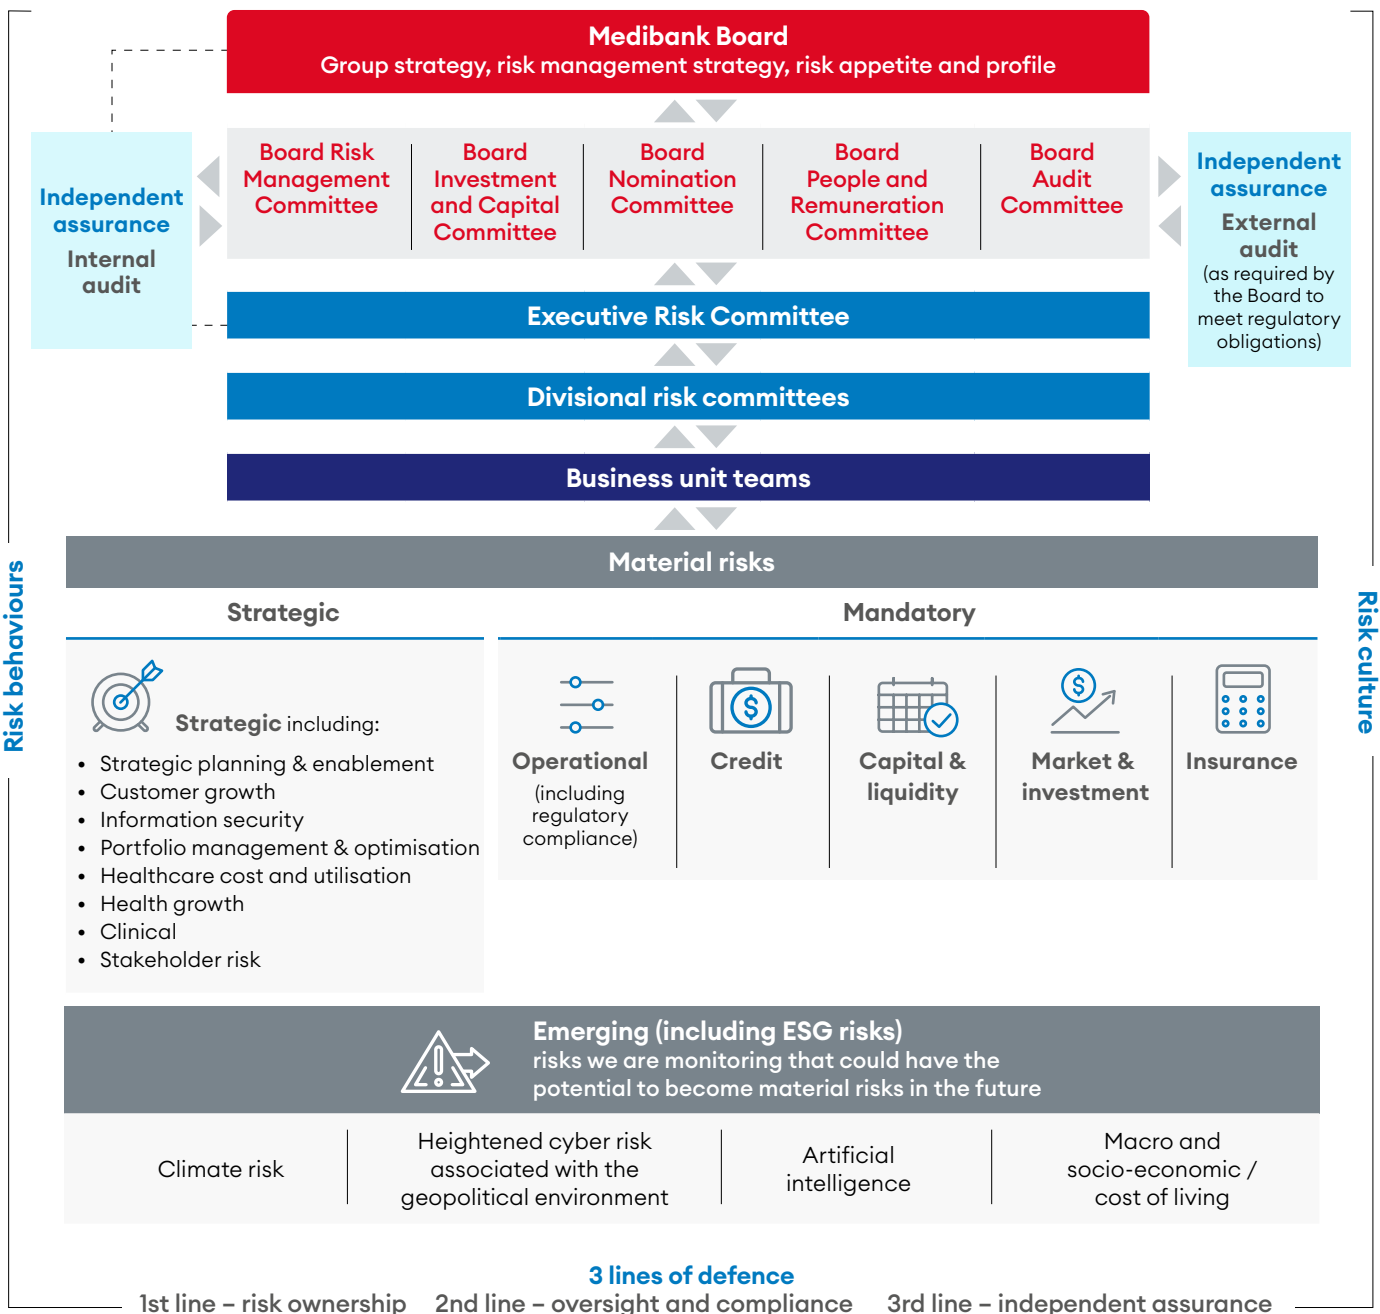 Medibank Board
Group strategy, risk management strategy, risk appetite and profile
Independent
assurance
Internal
audit
Board Risk
Management
Committee
Board
Investment
and Capital
Committee
Board
Nomination
Committee
Board
People and
Remuneration
Committee
Board
Audit
Committee
Independent
assurance
External
audit
(as required by
the Board to
meet regulatory
obligations)
Executive Risk Committee
Divisional risk committees
Business unit teams
Risk behaviours
Risk culture
Material risks
Strategic
Mandatory
Strategic including:
• Strategic planning & enablement
• Customer growth
• Information security
• Portfolio management & optimisation
• Healthcare cost and utilisation
• Health growth
• Clinical
• Stakeholder risk
Operational
(including
regulatory
compliance)
Credit
Capital &
liquidity
Market &
investment
Insurance
Emerging (including ESG risks)
risks we are monitoring that could have the
potential to become material risks in the future
Climate risk
Heightened cyber risk
associated with the
geopolitical environment
Artificial
intelligence
Macro and
socio-economic /
cost of living
3 lines of defence
1st line – risk ownership 2nd line – oversight and compliance 3rd line – independent assurance